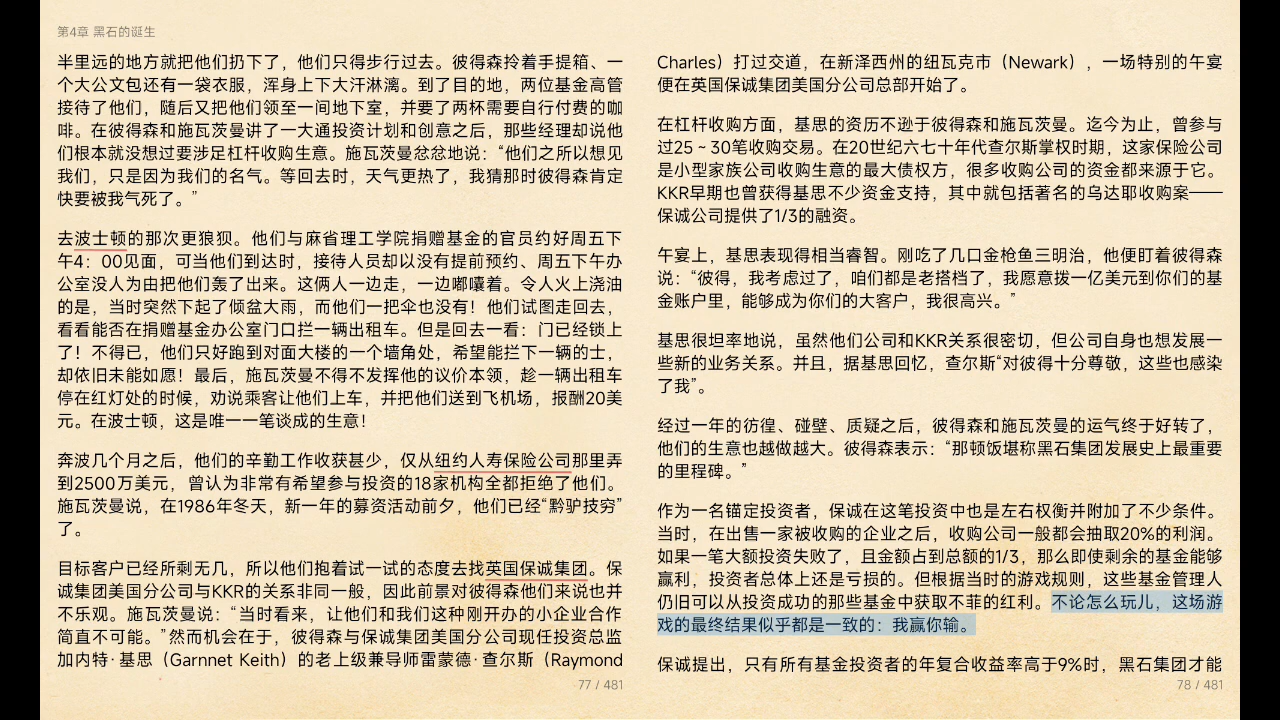 第4章 黑石的诞生
半里远的地方就把他们扔下了，他们只得步行过去。彼得森拎着手提箱、一
个大公文包还有一袋衣服，浑身上下大汗淋漓。到了目的地，两位基金高管
接待了他们，随后又把他们领至一间地下室，并要了两杯需要自行付费的咖
啡。在彼得森和施瓦茨曼讲了一大通投资计划和创意之后，那些经理却说他
们根本就没想过要涉足杠杆收购生意。施瓦茨曼忿忿地说：“他们之所以想见
我们，只是因为我们的名气。等回去时，天气更热了，我猜那时彼得森肯定
快要被我气死了。”
去波士顿的那次更狼狈。他们与麻省理工学院捐赠基金的官员约好周五下
午4：00见面，可当他们到达时，接待人员却以没有提前预约、周五下午办
公室没人为由把他们轰了出来。这俩人一边走，一边嘟囔着。令人火上浇油
的是，当时突然下起了倾盆大雨，而他们一把伞也没有！他们试图走回去，
看看能否在捐赠基金办公室门口拦一辆出租车。但是回去一看：门已经锁上
了！不得已，他们只好跑到对面大楼的一个墙角处，希望能拦下一辆的士，
却依旧未能如愿！最后，施瓦茨曼不得不发挥他的议价本领，趁一辆出租车
停在红灯处的时候，劝说乘客让他们上车，并把他们送到飞机场，报酬20美
元。在波士顿，这是唯一一笔谈成的生意！
奔波几个月之后，他们的辛勤工作收获甚少，仅从纽约人寿保险公司那里弄
到2500万美元，曾认为非常有希望参与投资的18家机构全都拒绝了他们。
施瓦茨曼说，在1986年冬天，新一年的募资活动前夕，他们已经“黔驴技穷”
了。
目标客户已经所剩无几，所以他们抱着试一试的态度去找英国保诚集团。保
诚集团美国分公司与KKR的关系非同一般，因此前景对彼得森他们来说也并
不乐观。施瓦茨曼说：“当时看来，让他们和我们这种刚开办的小企业合作
简直不可能。”然而机会在于，彼得森与保诚集团美国分公司现任投资总监
加内特·基思（Garnnet Keith）的老上级兼导师雷蒙德·查尔斯（Raymond
77 / 481
Charles）打过交道，在新泽西州的纽瓦克市（Newark），一场特别的午宴
便在英国保诚集团美国分公司总部开始了。
在杠杆收购方面，基思的资历不逊于彼得森和施瓦茨曼。迄今为止，曾参与
过25～30笔收购交易。在20世纪六七十年代查尔斯掌权时期，这家保险公司
是小型家族公司收购生意的最大债权方，很多收购公司的资金都来源于它。
KKR早期也曾获得基思不少资金支持，其中就包括著名的乌达耶收购案——
保诚公司提供了1/3的融资。
午宴上，基思表现得相当睿智。刚吃了几口金枪鱼三明治，他便盯着彼得森
说：“彼得，我考虑过了，咱们都是老搭档了，我愿意拨一亿美元到你们的基
金账户里，能够成为你们的大客户，我很高兴。”
基思很坦率地说，虽然他们公司和KKR关系很密切，但公司自身也想发展一
些新的业务关系。并且，据基思回忆，查尔斯“对彼得十分尊敬，这些也感染
了我”。
经过一年的彷徨、碰壁、质疑之后，彼得森和施瓦茨曼的运气终于好转了，
他们的生意也越做越大。彼得森表示：“那顿饭堪称黑石集团发展史上最重要
的里程碑。”
作为一名锚定投资者，保诚在这笔投资中也是左右权衡并附加了不少条件。
当时，在出售一家被收购的企业之后，收购公司一般都会抽取20%的利润。
如果一笔大额投资失败了，且金额占到总额的1/3，那么即使剩余的基金能够
赢利，投资者总体上还是亏损的。但根据当时的游戏规则，这些基金管理人
仍旧可以从投资成功的那些基金中获取不菲的红利。不论怎么玩儿，这场游
戏的最终结果似乎都是一致的：我赢你输。
保诚提出，只有所有基金投资者的年复合收益率高于9%时，黑石集团才能
78 / 481